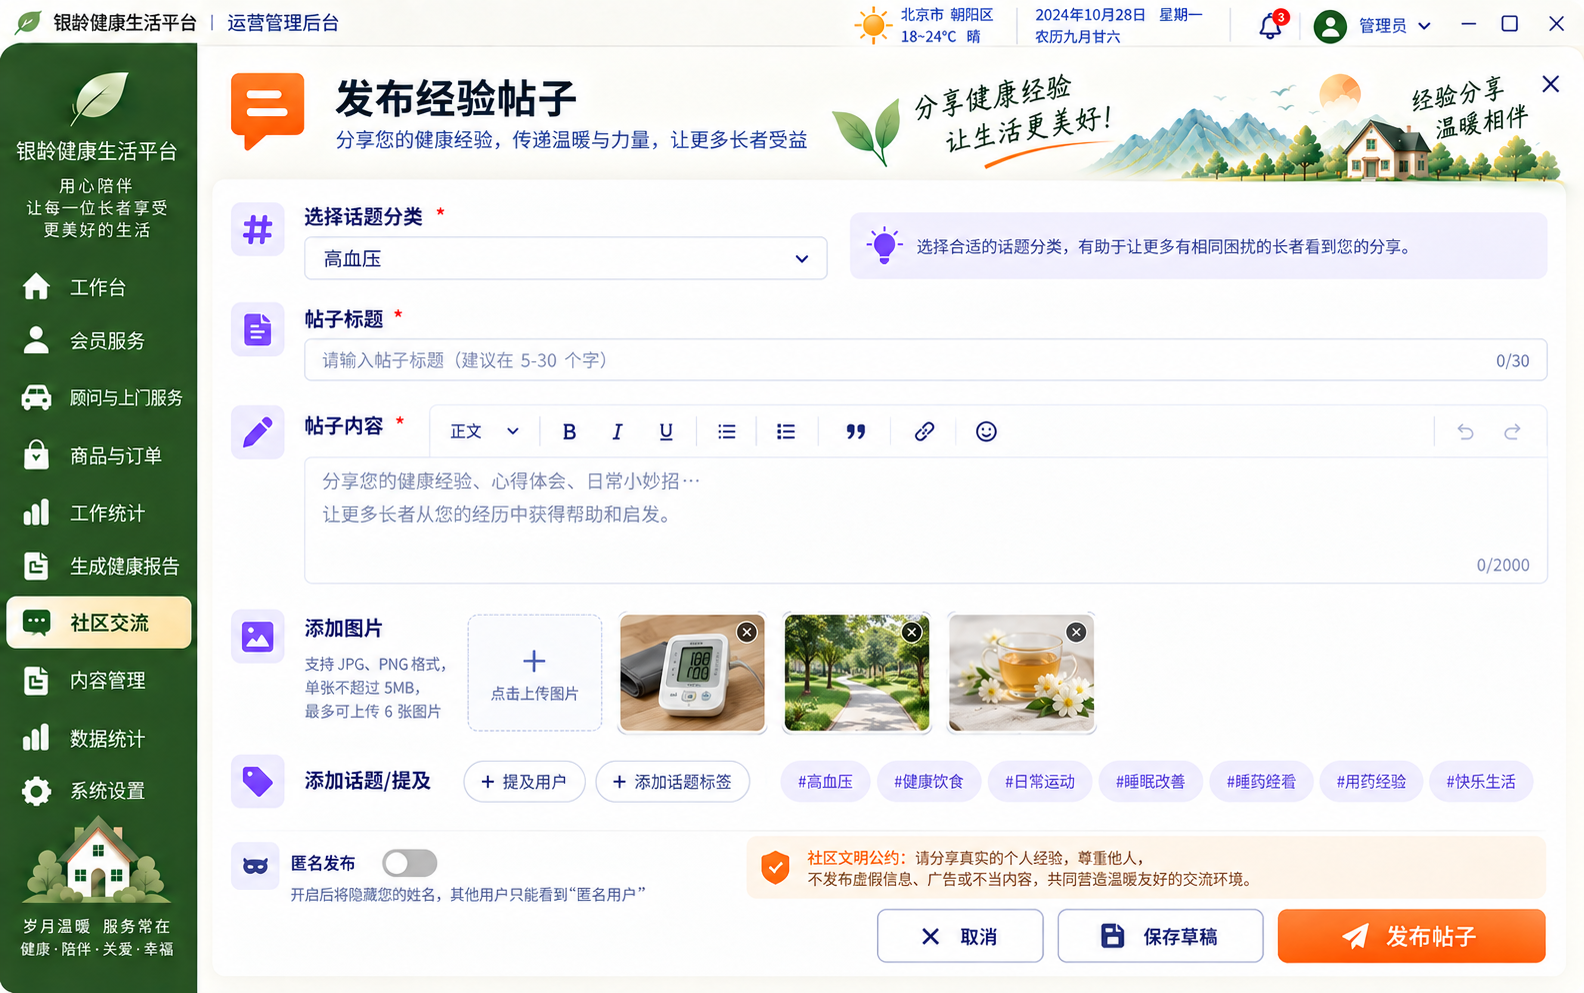 银龄健康生活平台 | 运营管理后台
北京市 朝阳区
18~24℃ 晴
2024年10月28日 星期一
农历九月廿六
3
管理员
银龄健康生活平台
用心陪伴
让每一位长者享受
更美好的生活
工作台
会员服务
顾问与上门服务
商品与订单
工作统计
生成健康报告
社区交流
内容管理
数据统计
系统设置
岁月温暖 服务常在
健康·陪伴·关爱·幸福
发布经验帖子
分享您的健康经验，传递温暖与力量，让更多长者受益
分享健康经验
让生活更美好！
经验分享
温暖相伴
选择话题分类 *
高血压
选择合适的话题分类，有助于让更多有相同困扰的长者看到您的分享。
帖子标题 *
请输入帖子标题（建议在 5-30 个字）
0/30
帖子内容 *
正文
B I U
分享您的健康经验、心得体会、日常小妙招…
让更多长者从您的经历中获得帮助和启发。
0/2000
添加图片
支持 JPG、PNG 格式，
单张不超过 5MB，
最多可上传 6 张图片
点击上传图片
添加话题/提及
+ 提及用户
+ 添加话题标签
#高血压
#健康饮食
#日常运动
#睡眠改善
#用药经验
#快乐生活
匿名发布
开启后将隐藏您的姓名，其他用户只能看到“匿名用户”
社区文明公约：请分享真实的个人经验，尊重他人，
不发布虚假信息、广告或不当内容，共同营造温暖友好的交流环境。
取消
保存草稿
发布帖子